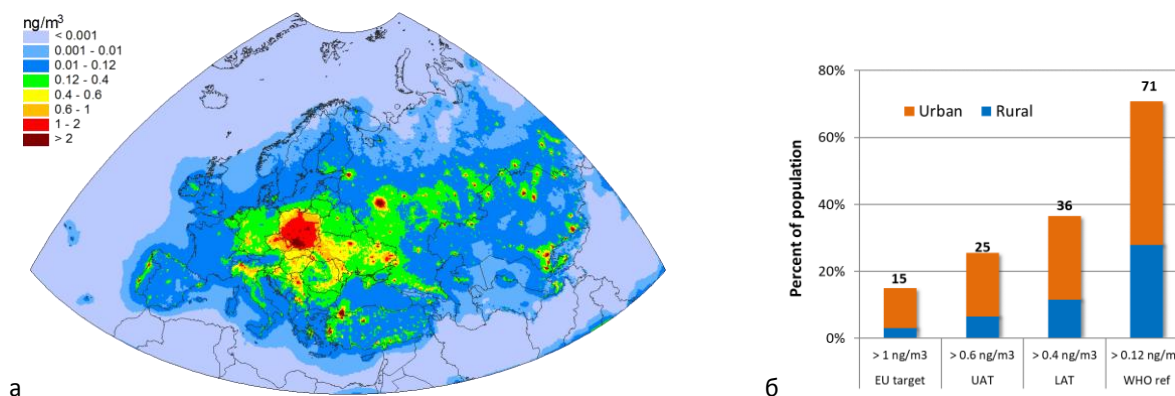 ng/m³
< 0.001
0.001 - 0.01
0.01 - 0.12
0.12 - 0.4
0.4 - 0.6
0.6 - 1
1 - 2
> 2
а
Percent of population
80%
60%
40%
20%
0%
Urban
Rural
15
25
36
71
> 1 ng/m3
> 0.6 ng/m3
> 0.4 ng/m3
> 0.12 ng/m
EU target
UAT
LAT
WHO ref
б